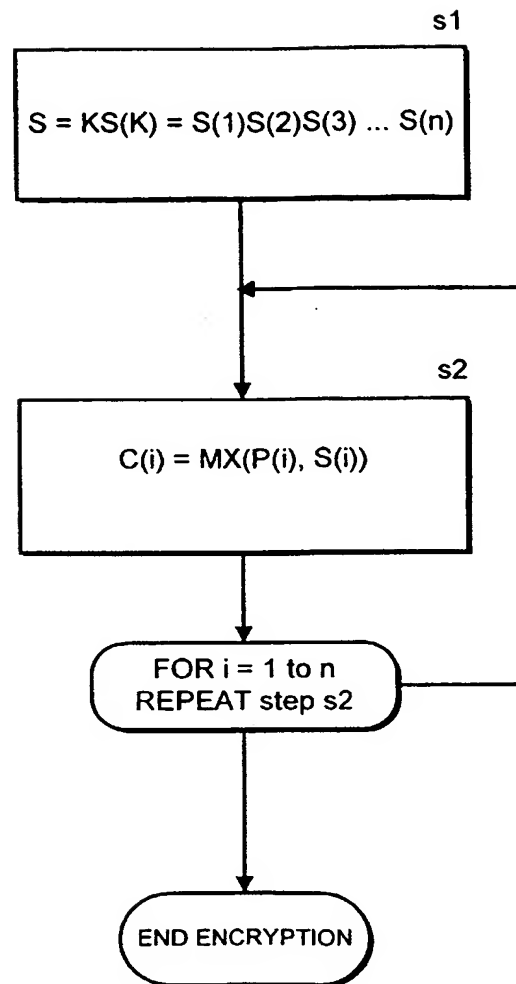 s1
S = KS(K) = S(1)S(2)S(3) ... S(n)
s2
C(i) = MX(P(i), S(i))
FOR i = 1 to n
REPEAT step s2
END ENCRYPTION